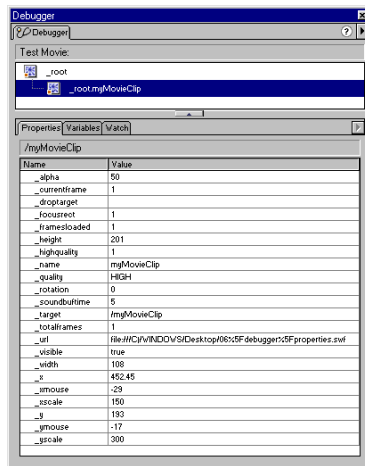 Debugger
Debugger
Test Movie:
_root
_root.myMovieClip
Properties Variables Watch
/myMovieClip
Name Value
_alpha 50
_currentframe 1
_droptarget
_focusrect 1
_framesloaded 1
_height 201
_highquality 1
_name myMovieClip
_quality HIGH
_rotation 0
_soundbuftime 5
_target /myMovieClip
_totalframes 1
_url file:///C|/WINDOWS/Desktop/06%5Fdebugger%5Fproperties.swf
_visible true
_width 108
_x 452.45
_xmouse -29
_xscale 150
_y 193
_ymouse -17
_yscale 300